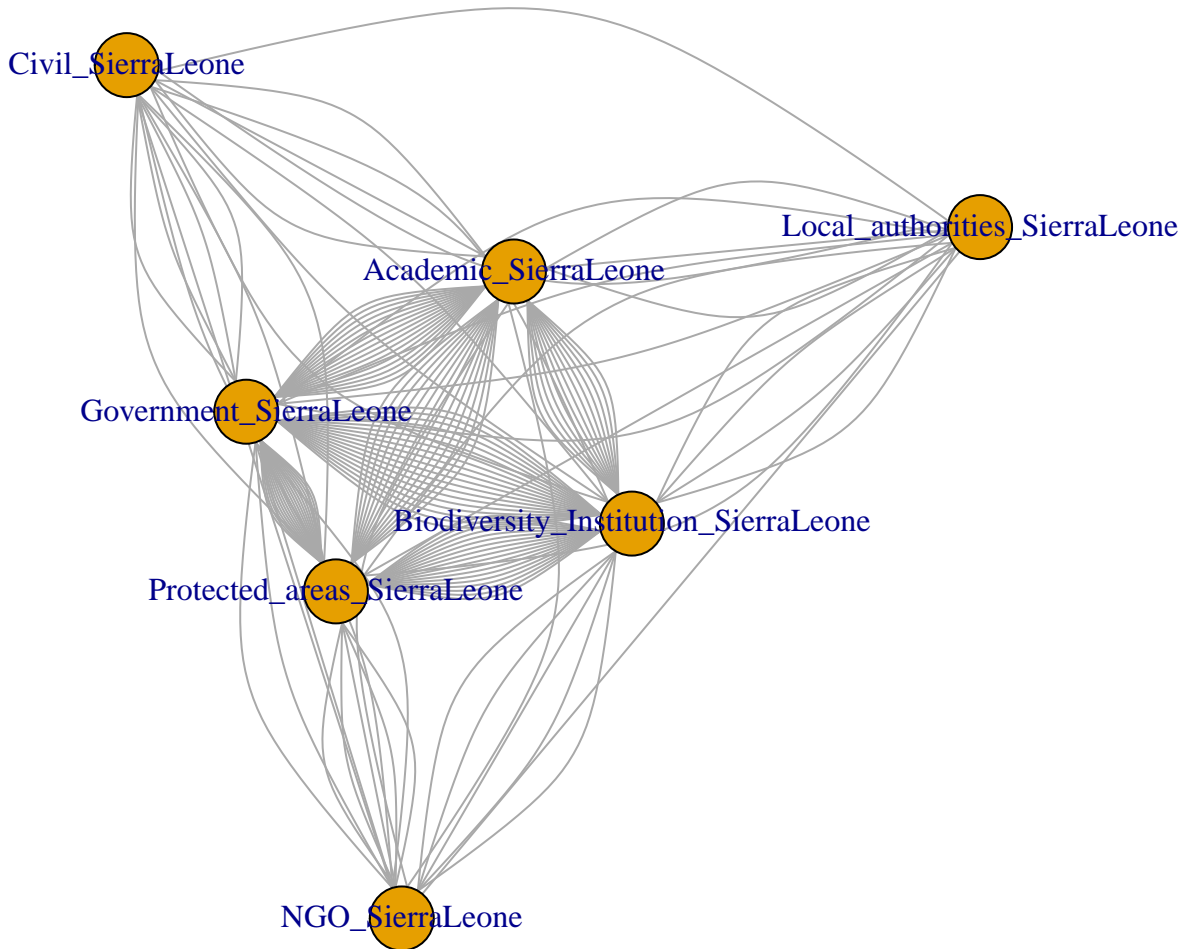 Civil_SierraLeone
Local_authorities_SierraLeone
Academic_SierraLeone
Government_SierraLeone
Biodiversity_Institution_SierraLeone
Protected_areas_SierraLeone
NGO_SierraLeone